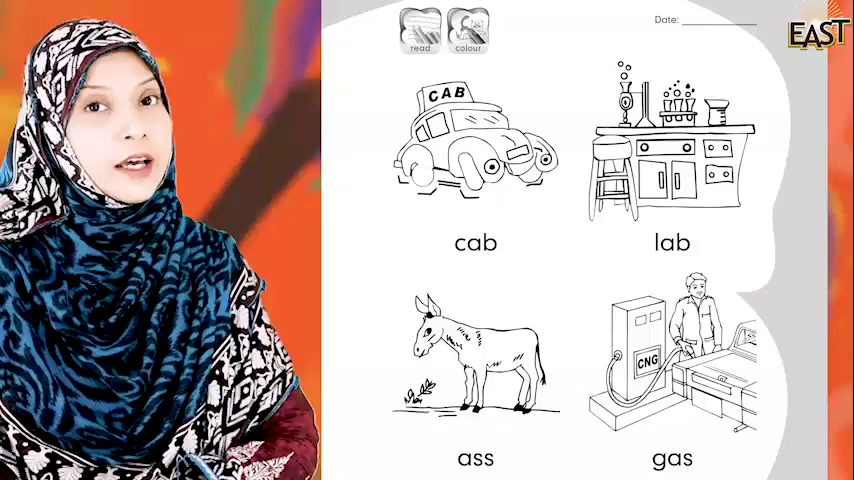 read colour
Date:
EAST
CAB
cab lab
CNG
ass gas